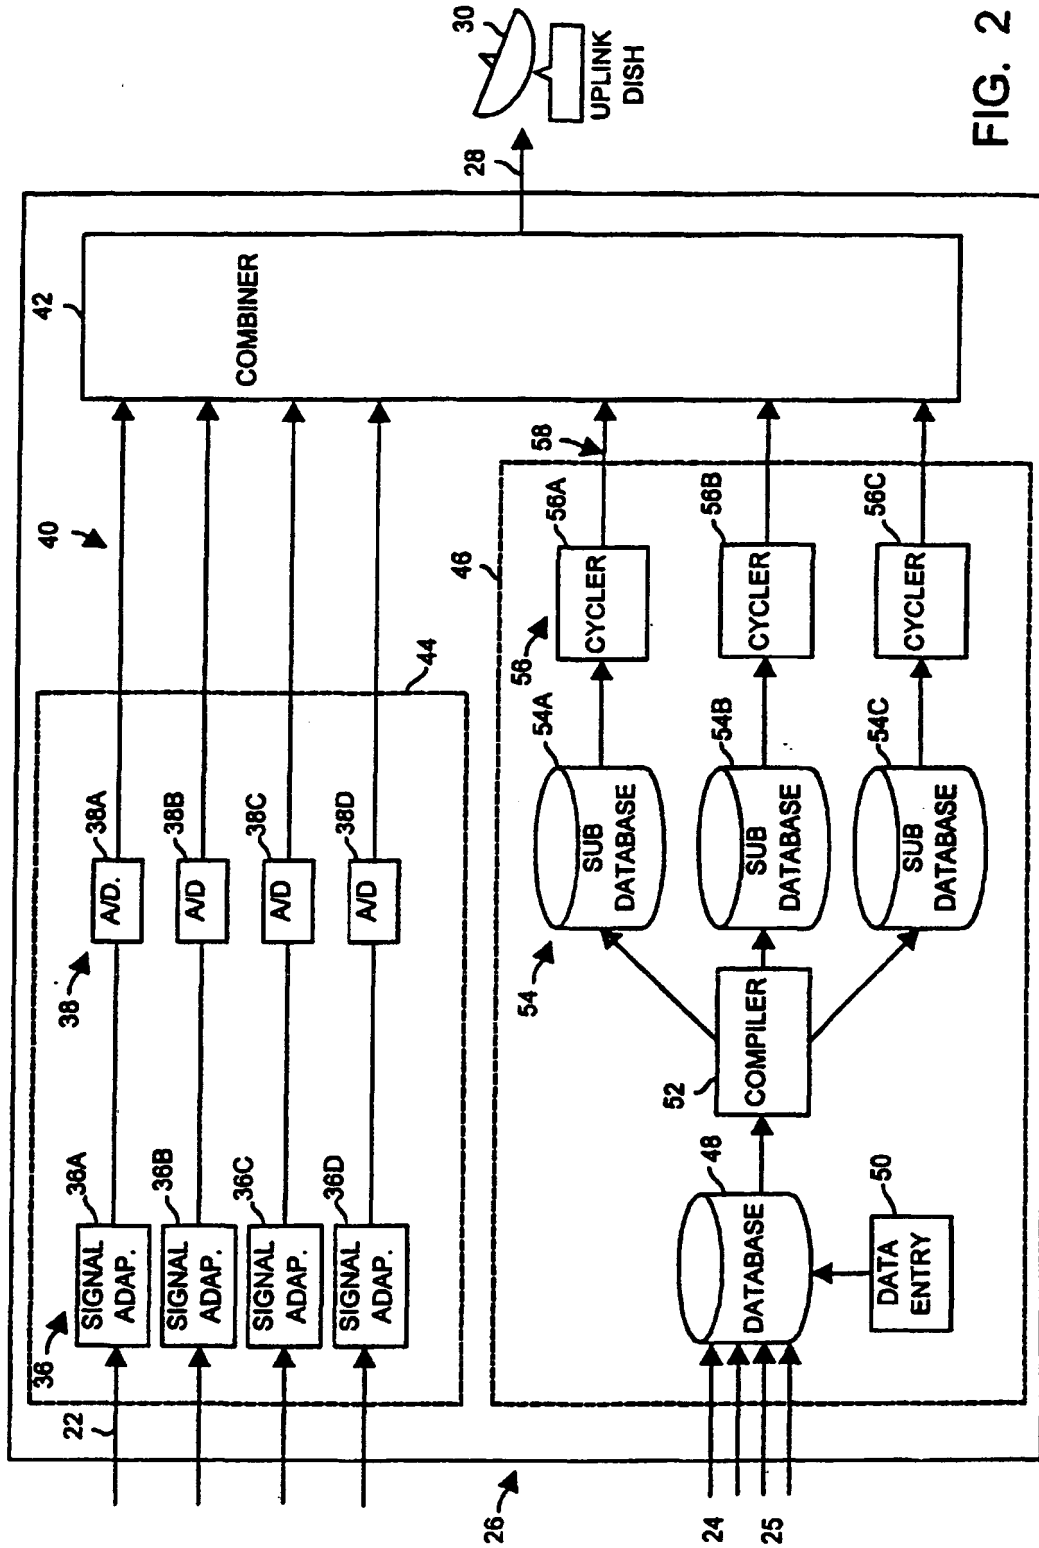 26
22
36
SIGNAL
ADAP.
36A
SIGNAL
ADAP.
36B
SIGNAL
ADAP.
36C
SIGNAL
ADAP.
36D
38
A/D.
38A
A/D
38B
A/D
38C
A/D
38D
44
40
42
COMBINER
28
30
UPLINK
DISH
24
25
DATABASE
48
DATA
ENTRY
50
COMPILER
52
54
SUB
DATABASE
54A
SUB
DATABASE
54B
SUB
DATABASE
54C
56
CYCLER
56A
CYCLER
56B
CYCLER
56C
46
58
FIG. 2